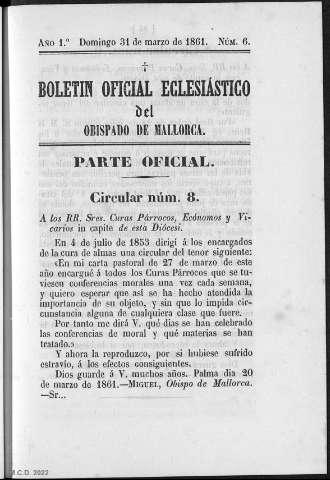 Año 1.º Domingo 31 de marzo de 1861. Núm. 6.
BOLETIN OFICIAL ECLESIÁSTICO
del
OBISPADO DE MALLORCA.
PARTE OFICIAL.
Circular núm. 8.
A los RR. Sres. Curas Párrocos, Ecónomos y Vi-
carios in capite de esta Diócesi.
En 4 de julio de 1853 dirigí á los encargados
de la cura de almas una circular del tenor siguiente:
«En mi carta pastoral de 27 de marzo de este
año encargué á todos los Curas Párrocos que se tu-
viesen conferencias morales una vez cada semana,
y quiero esperar que así se ha hecho atendida la
importancia de su objeto, y sin que lo impida cir-
cunstancia alguna de cualquiera clase que fuere.
Por tanto me dirá V. qué dias se han celebrado
las conferencias de moral y qué materias se han
tratado.»
Y ahora la reproduzco, por si hubiese sufrido
estravío, á los efectos consiguientes.
Dios guarde á V. muchos años. Palma dia 20
de marzo de 1861.—MIGUEL, Obispo de Mallorca.
—Sr...
M.C.D. 2022